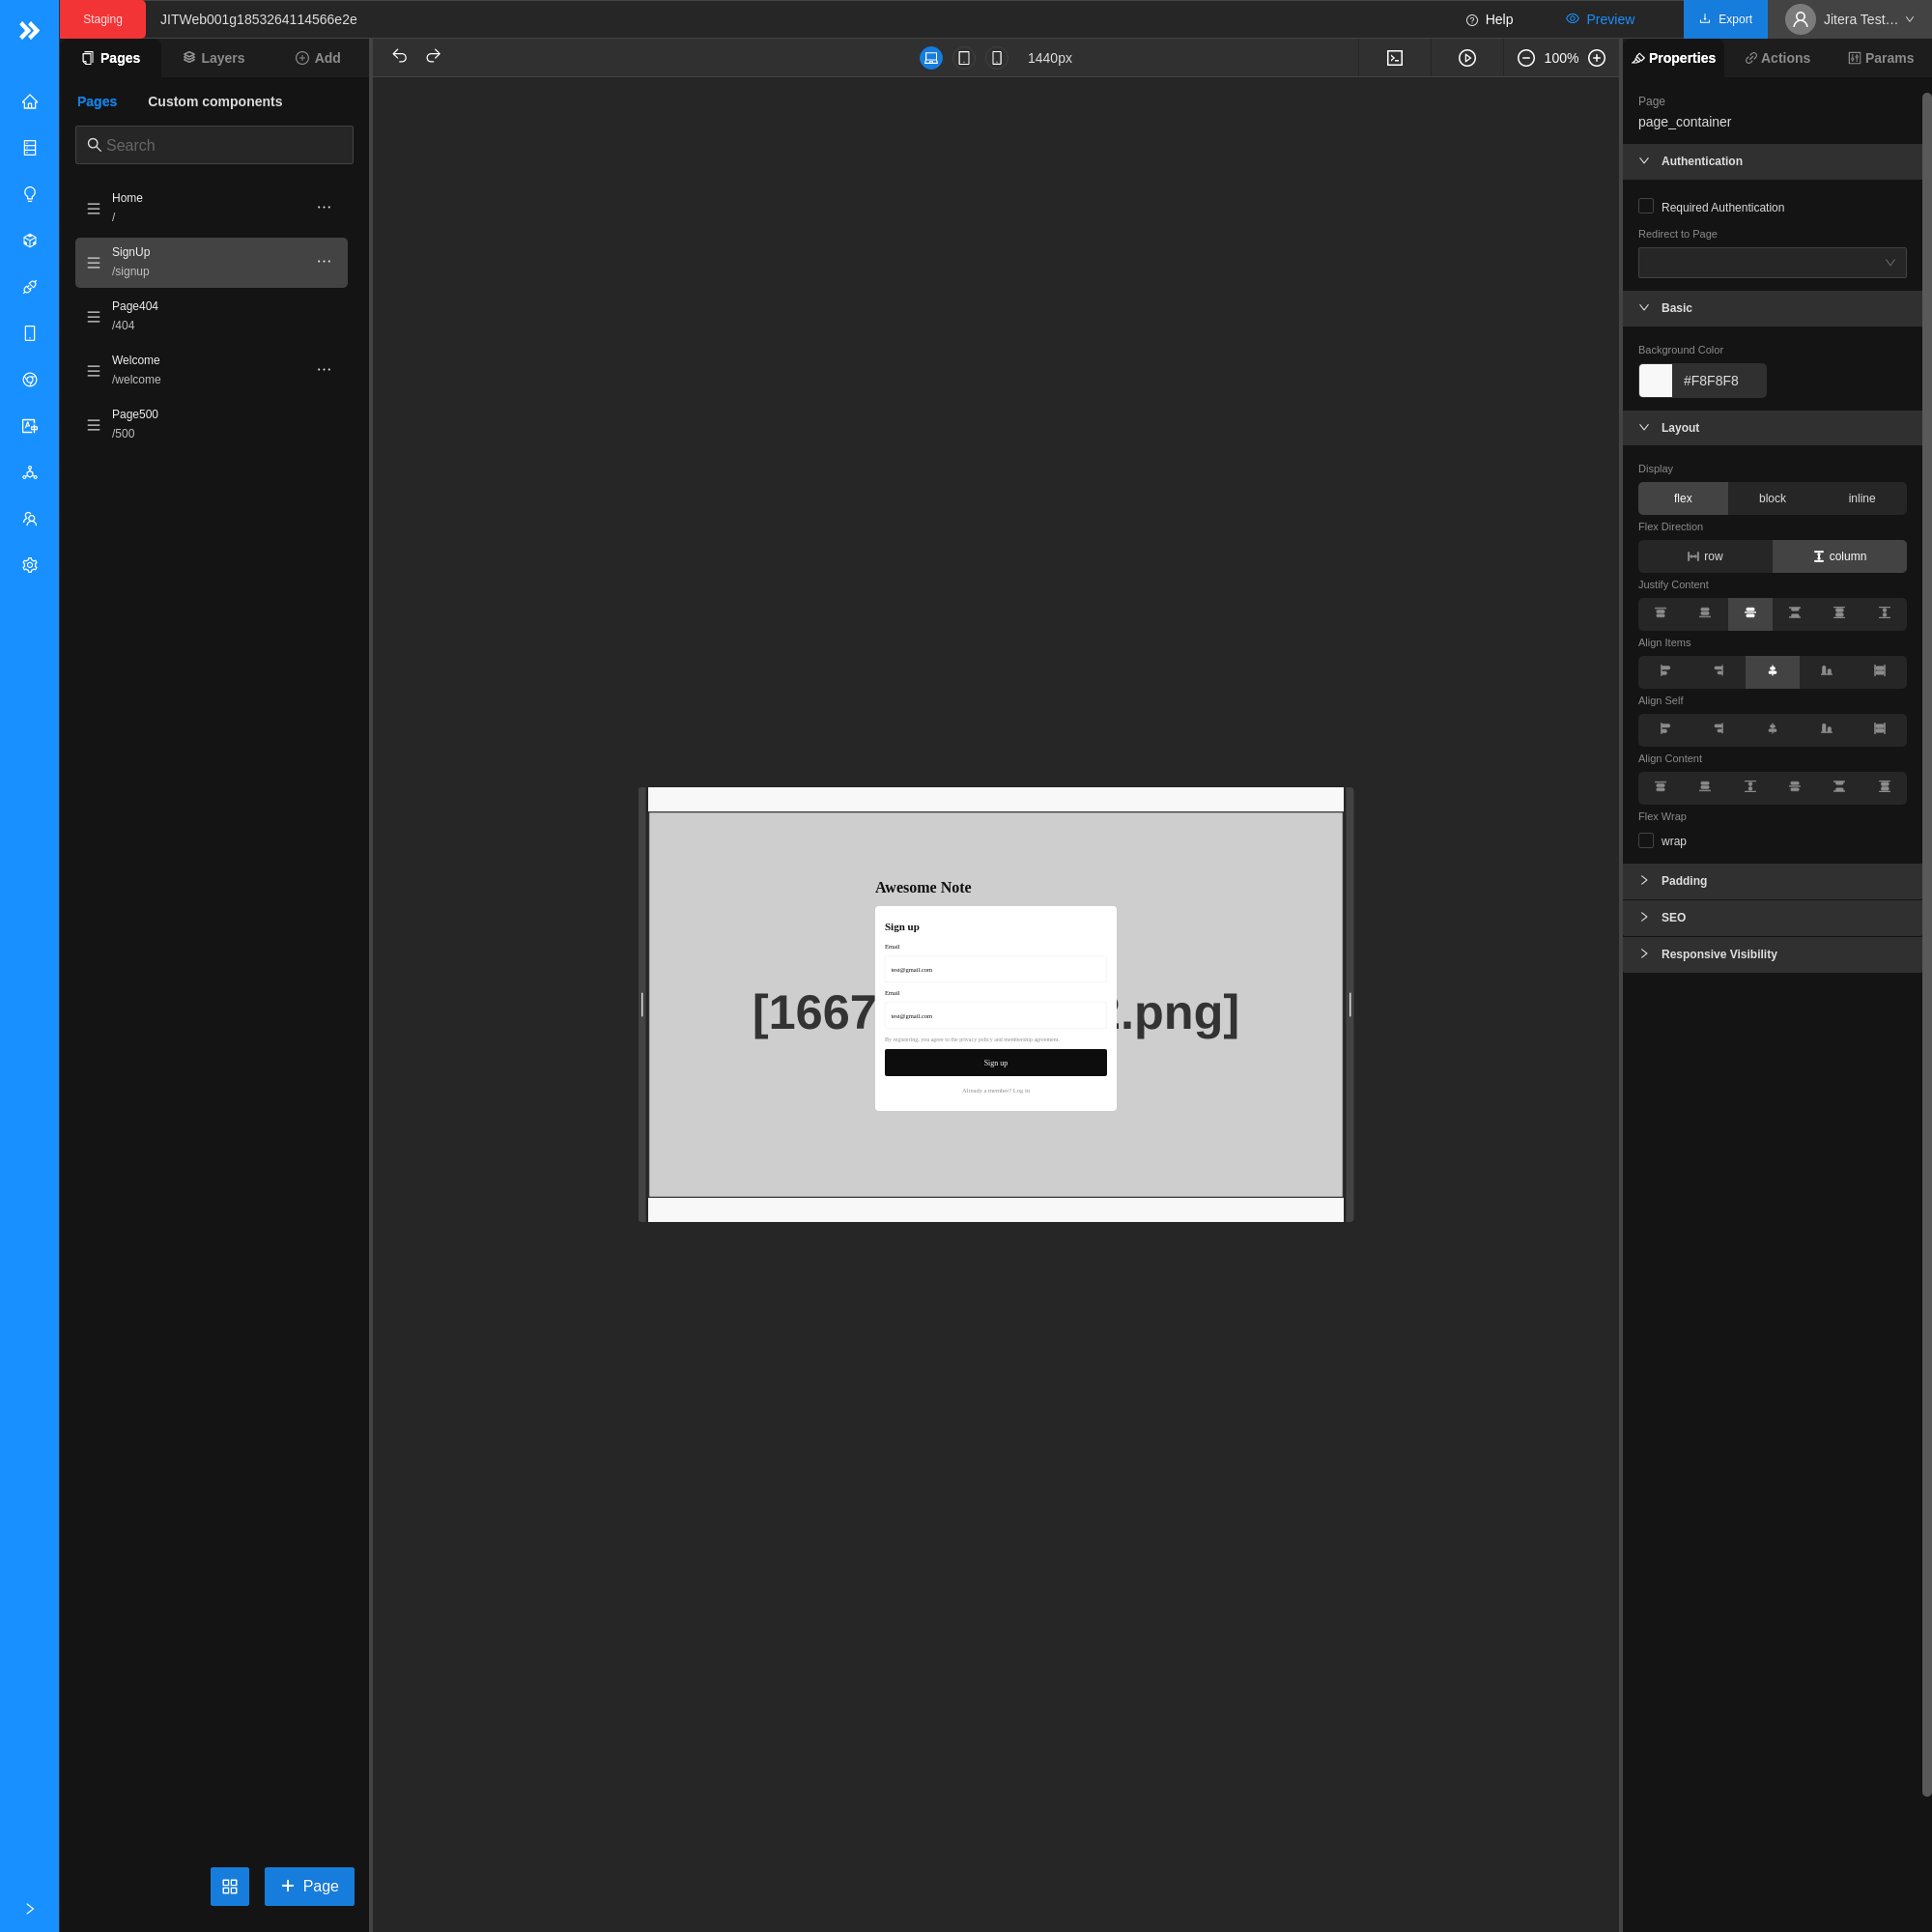 Staging
JITWeb001g1853264114566e2e
Help
Preview
Export
Jitera Test…
Pages
Layers
Add
1440px
100%
Properties
Actions
Params
Pages
Custom components
Search
Home
/
SignUp
/signup
Page404
/404
Welcome
/welcome
Page500
/500
Page
Awesome Note
Sign up
Email
test@gmail.com
Email
test@gmail.com
[1667
.png]
By registering, you agree to the privacy policy and membership agreement.
Sign up
Already a member? Log in
Page
page_container
Authentication
Required Authentication
Redirect to Page
Basic
Background Color
#F8F8F8
Layout
Display
flex
block
inline
Flex Direction
row
column
Justify Content
Align Items
Align Self
Align Content
Flex Wrap
wrap
Padding
SEO
Responsive Visibility